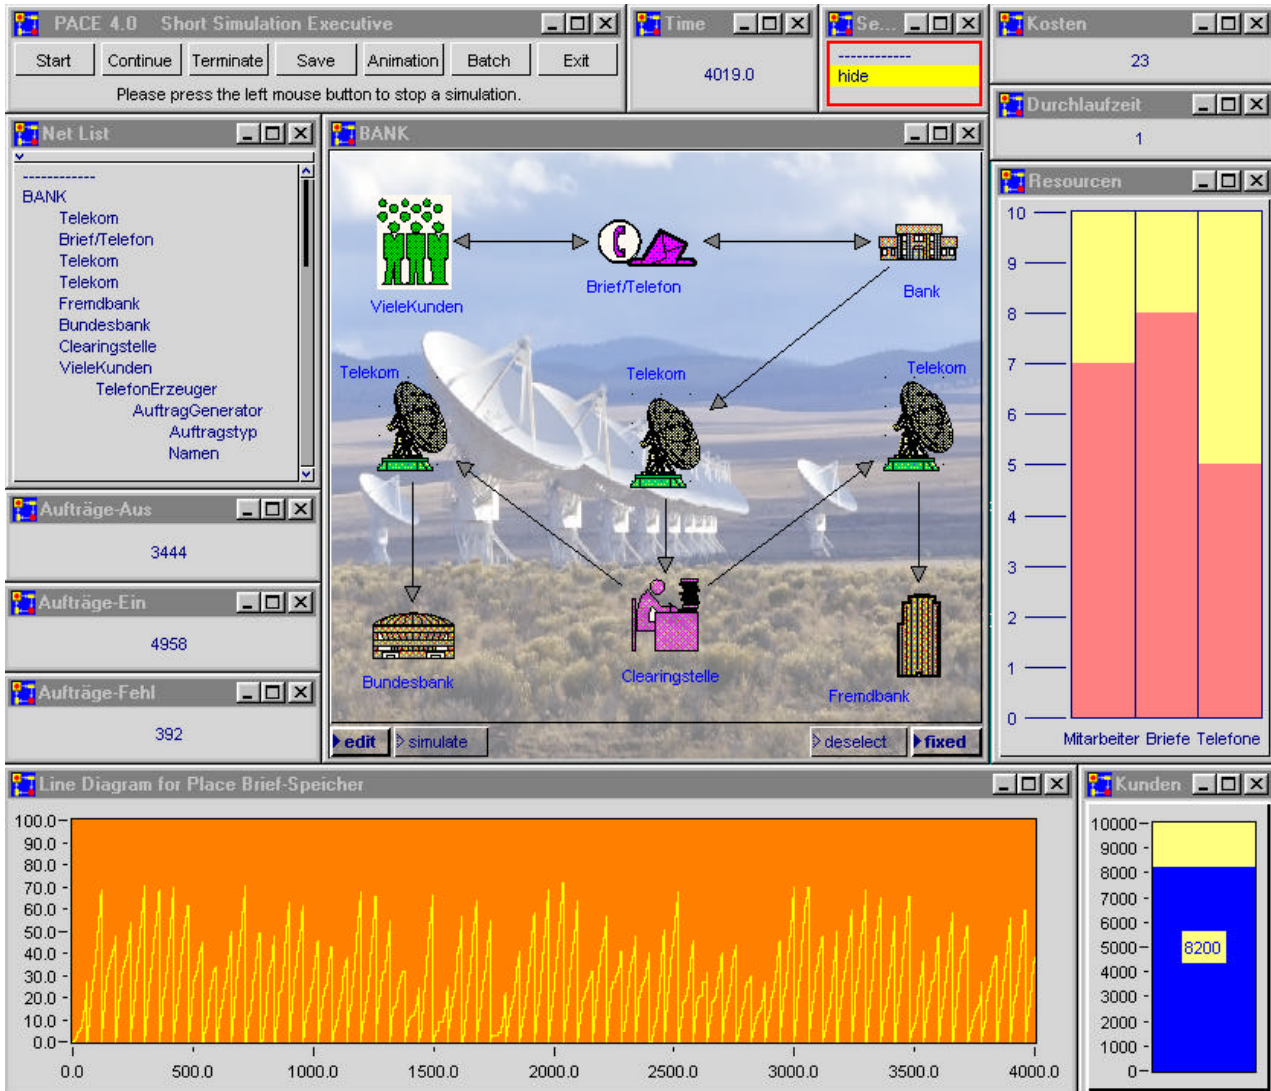 PACE 4.0 Short Simulation Executive
Start Continue Terminate Save Animation Batch Exit
Please press the left mouse button to stop a simulation.
Time
4019.0
Se...
------------
hide
Kosten
23
Durchlaufzeit
1
Net List
------------
BANK
Telekom
Brief/Telefon
Telekom
Telekom
Fremdbank
Bundesbank
Clearingstelle
VieleKunden
TelefonErzeuger
AuftragGenerator
Auftragstyp
Namen
BANK
VieleKunden
Brief/Telefon
Bank
Telekom
Telekom
Telekom
Bundesbank
Clearingstelle
Fremdbank
edit simulate deselect fixed
Resourcen
10
9
8
7
6
5
4
3
2
1
0
Mitarbeiter Briefe Telefone
Aufträge-Aus
3444
Aufträge-Ein
4958
Aufträge-Fehl
392
Line Diagram for Place Brief-Speicher
100.0
90.0
80.0
70.0
60.0
50.0
40.0
30.0
20.0
10.0
0.0
0.0 500.0 1000.0 1500.0 2000.0 2500.0 3000.0 3500.0 4000.0
Kunden
10000
9000
8000
7000
6000
5000
4000
3000
2000
1000
0
8200